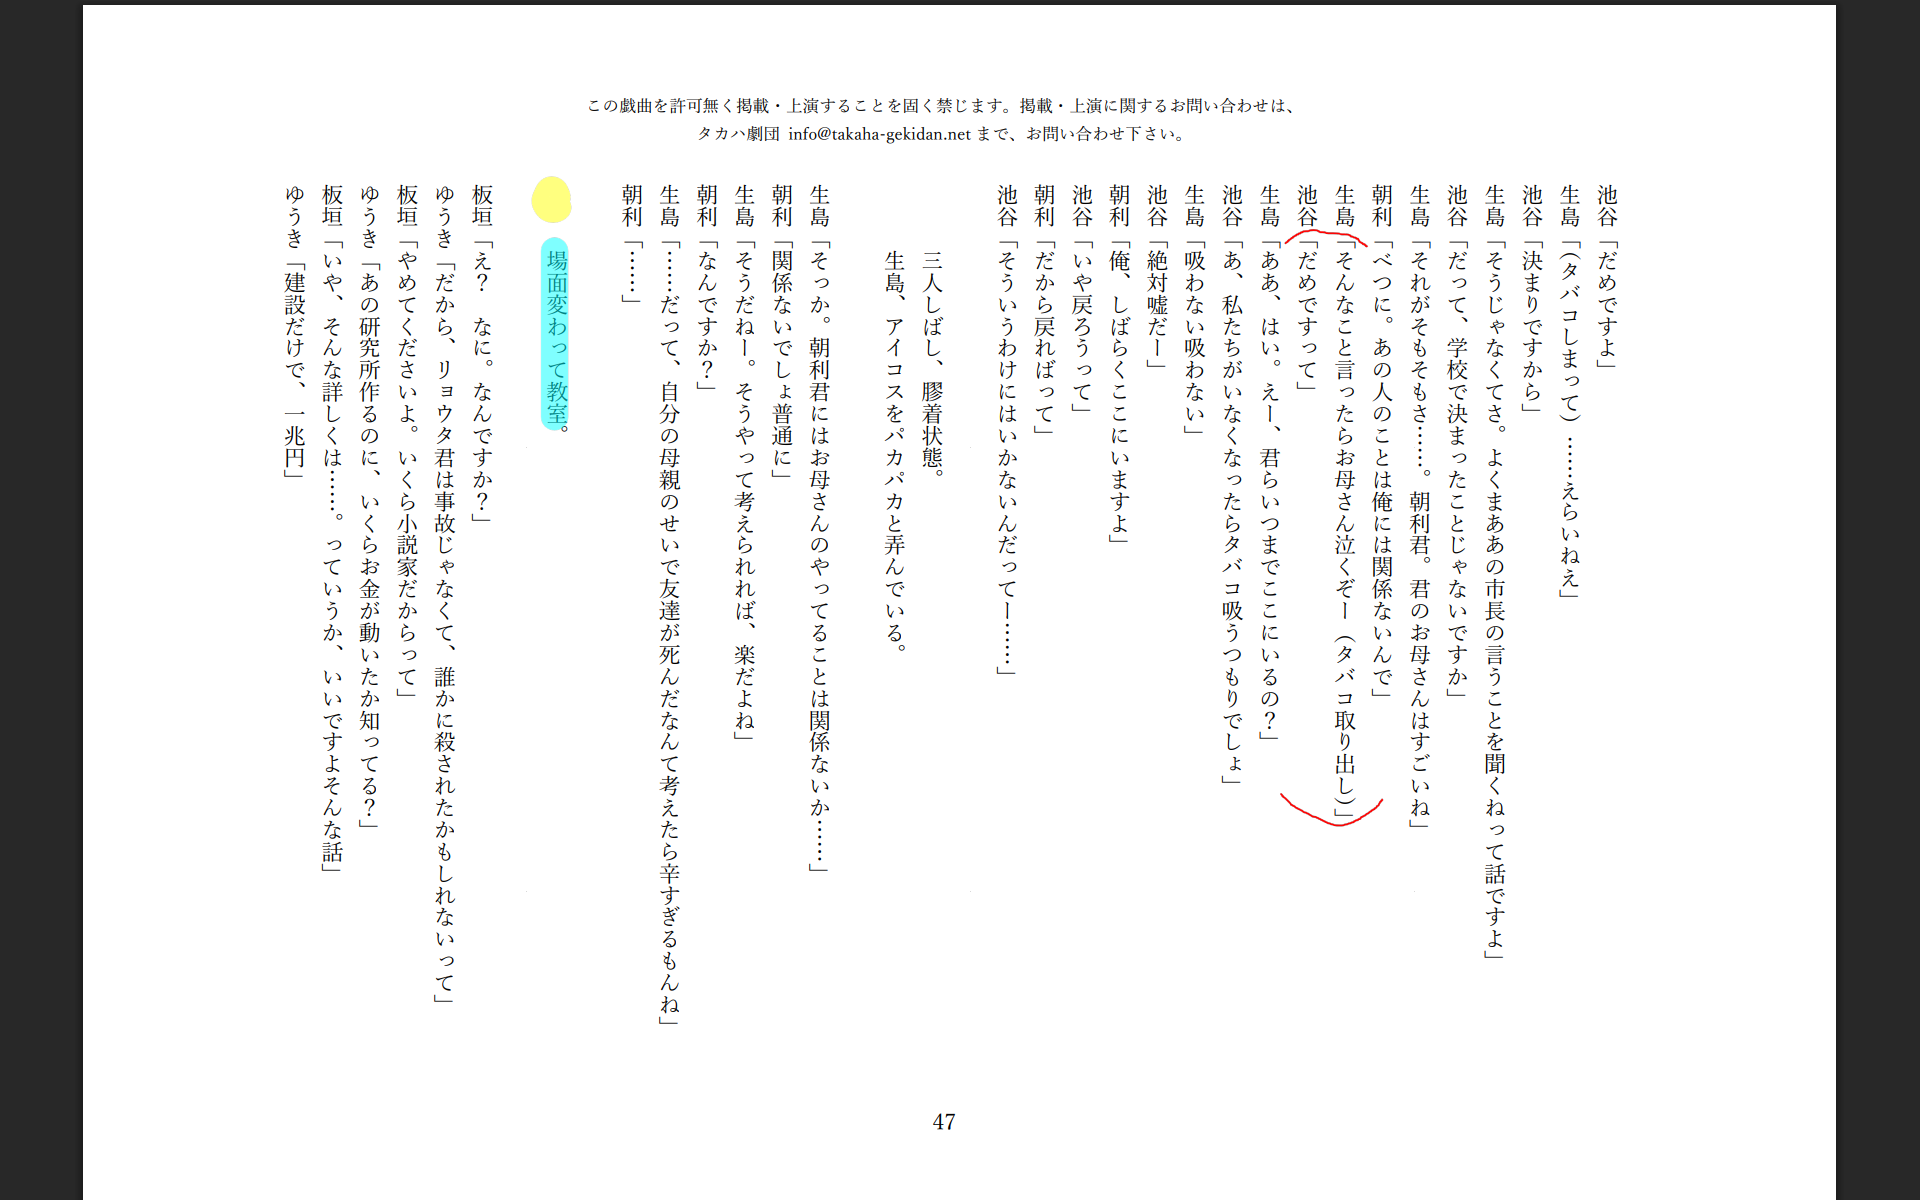 この戯曲を許可無く掲載・上演することを固く禁じます。掲載・上演に関するお問い合わせは、
タカハ劇団 info@takaha-gekidan.net まで、お問い合わせ下さい。
池谷「だめですよ」
生島「(タバコしまって)……えらいねえ」
池谷「決まりですから」
生島「そうじゃなくてさ。よくまああの市長の言うことを聞くねって話ですよ」
池谷「だって、学校で決まったことじゃないですか」
生島「それがそもそもさ……。朝利君。君のお母さんはすごいね」
朝利「べつに。あの人のことは俺には関係ないんで」
生島「そんなこと言ったらお母さん泣くぞー(タバコ取り出し)」
池谷「だめですって」
生島「ああ、はい。えー、君らいつまでここにいるの？」
池谷「あ、私たちがいなくなったらタバコ吸うつもりでしょ」
生島「吸わない吸わない」
池谷「絶対嘘だー」
朝利「俺、しばらくここにいますよ」
池谷「いや戻ろうって」
朝利「だから戻ればって」
池谷「そういうわけにはいかないんだってー……」
三人しばし、膠着状態。
生島、アイコスをパカパカと弄んでいる。
生島「そっか。朝利君にはお母さんのやってることは関係ないか……」
朝利「関係ないでしょ普通に」
生島「そうだねー。そうやって考えられれば、楽だよね」
朝利「なんですか？」
生島「……だって、自分の母親のせいで友達が死んだなんて考えたら辛すぎるもんね」
朝利「……」
場面変わって教室。
板垣「え？　なに。なんですか？」
ゆうき「だから、リョウタ君は事故じゃなくて、誰かに殺されたかもしれないって」
板垣「やめてくださいよ。いくら小説家だからって」
ゆうき「あの研究所作るのに、いくらお金が動いたか知ってる？」
板垣「いや、そんな詳しくは……。っていうか、いいですよそんな話」
ゆうき「建設だけで、一兆円」
47